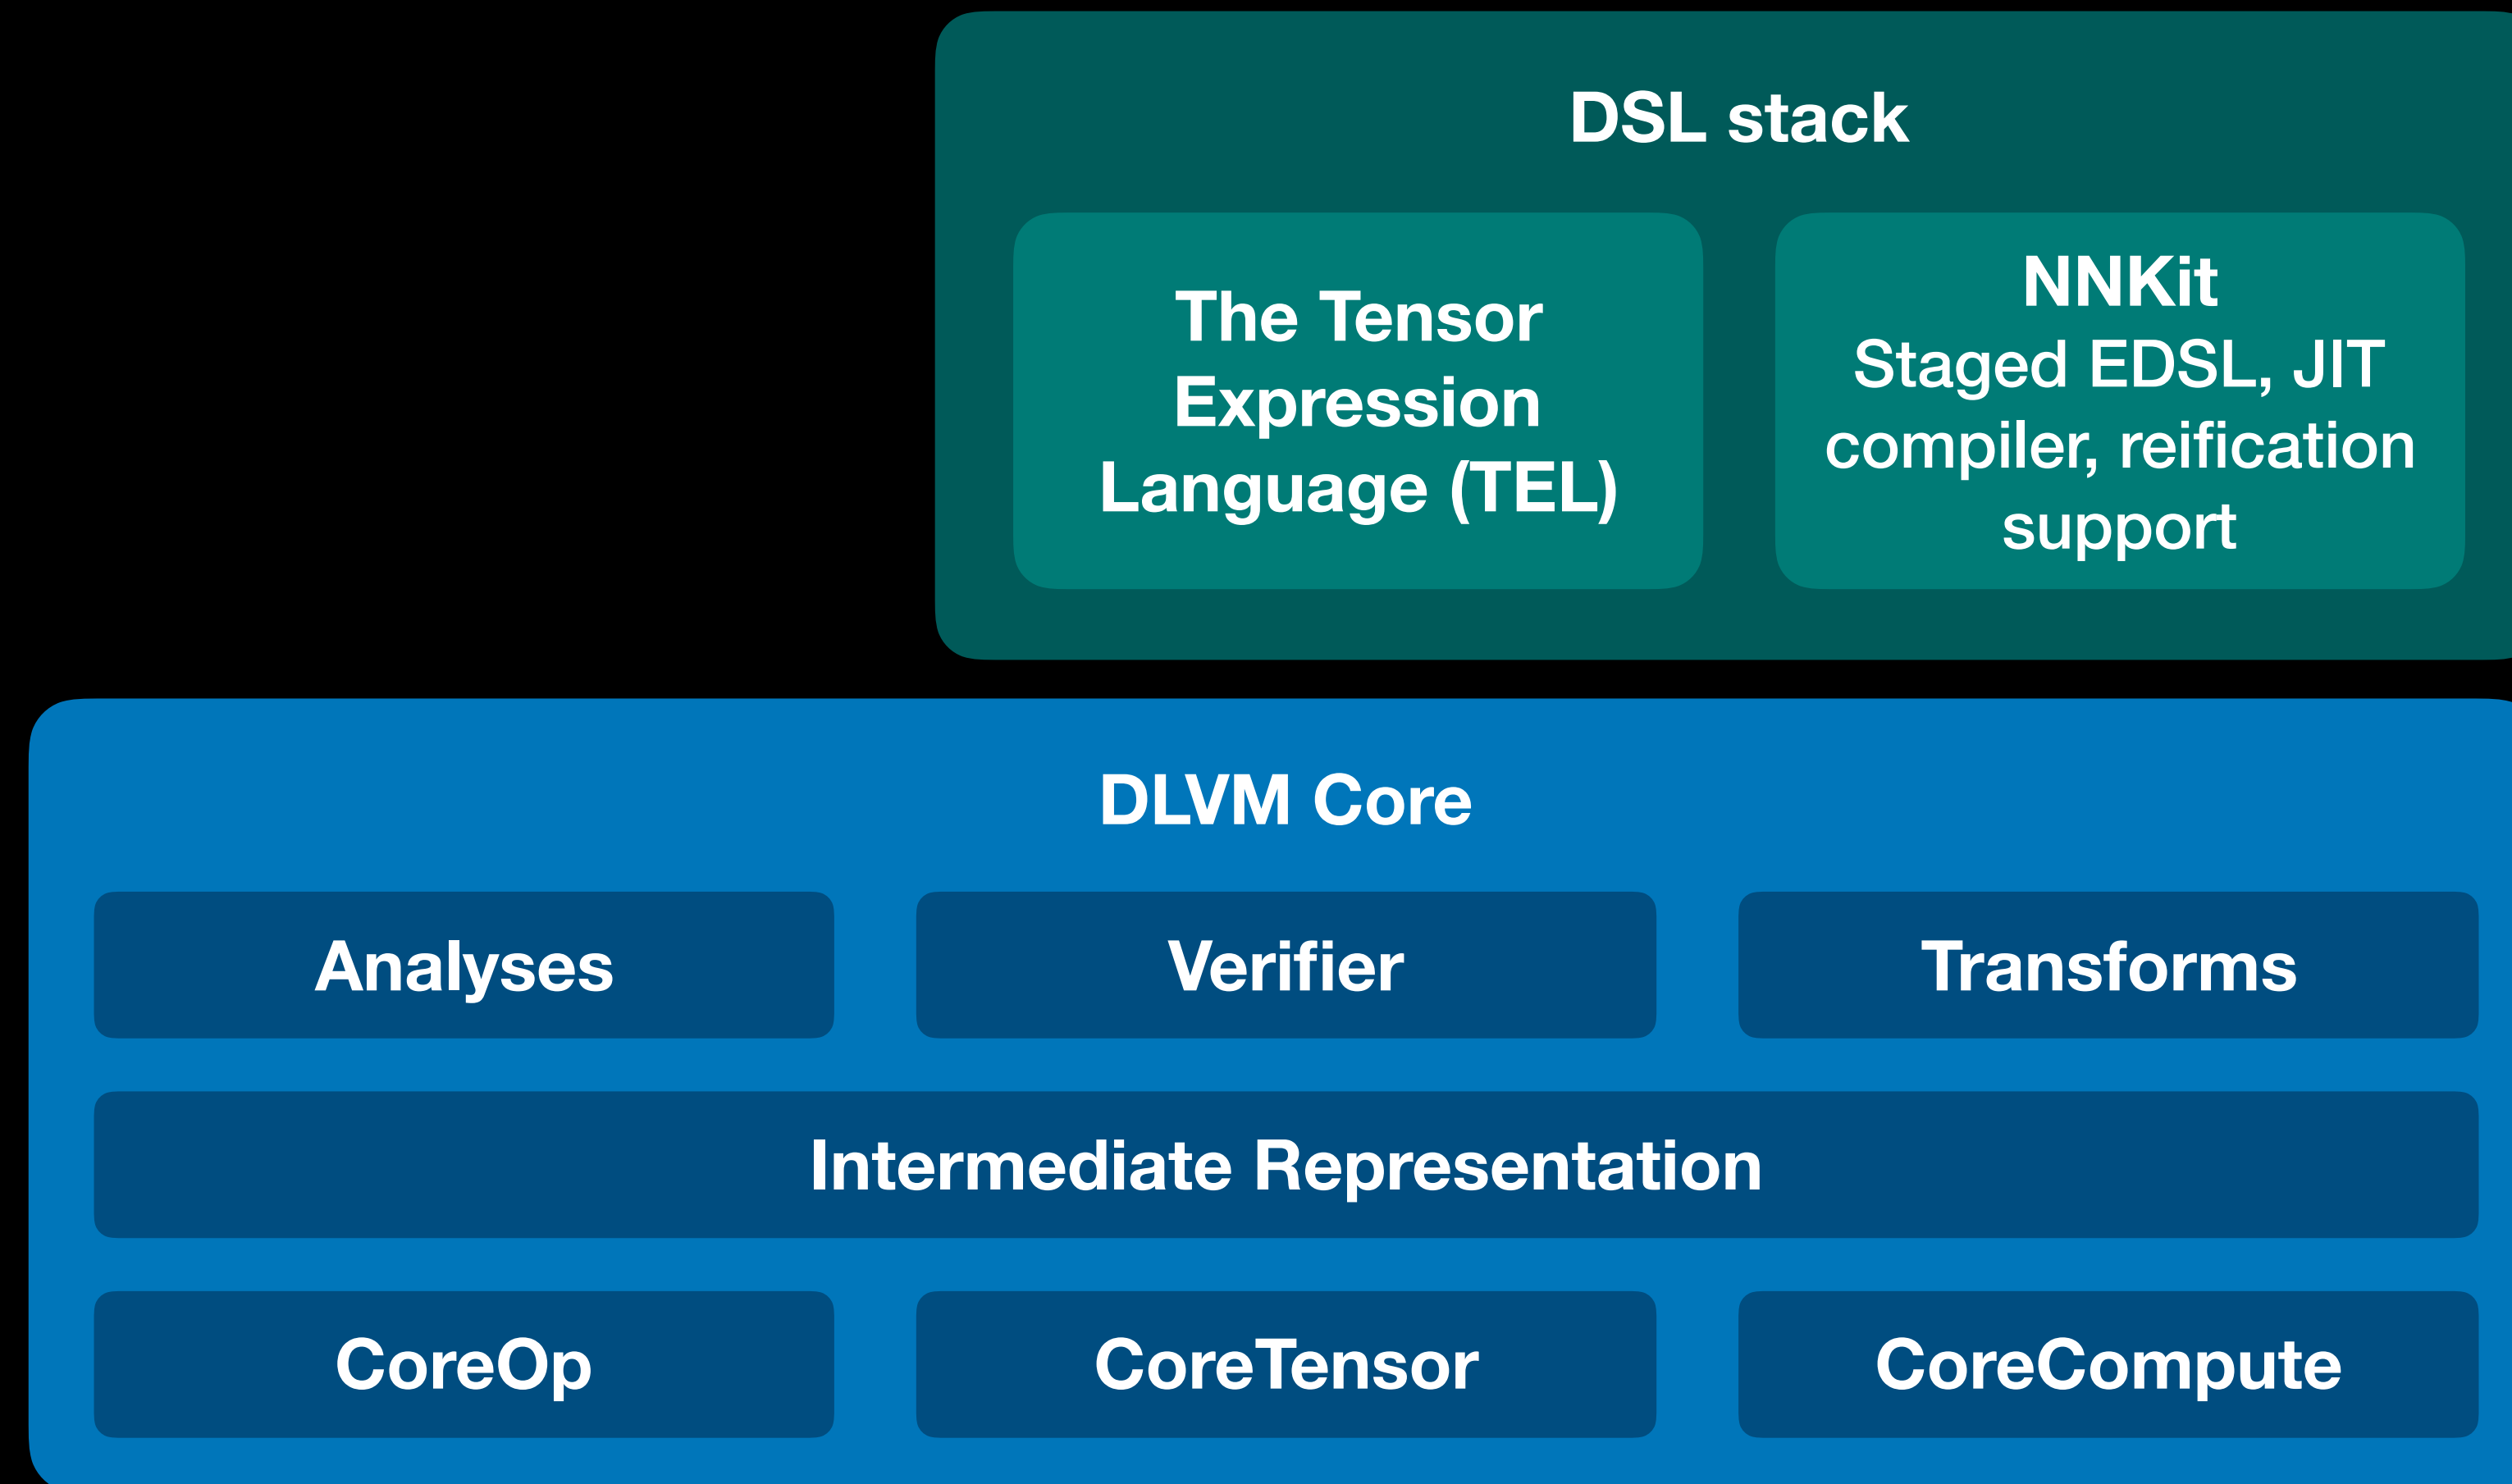 DSL stack
The Tensor
Expression
Language (TEL)
NNKit
Staged EDSL, JIT
compiler, reification
support
DLVM Core
Analyses
Verifier
Transforms
Intermediate Representation
CoreOp
CoreTensor
CoreCompute